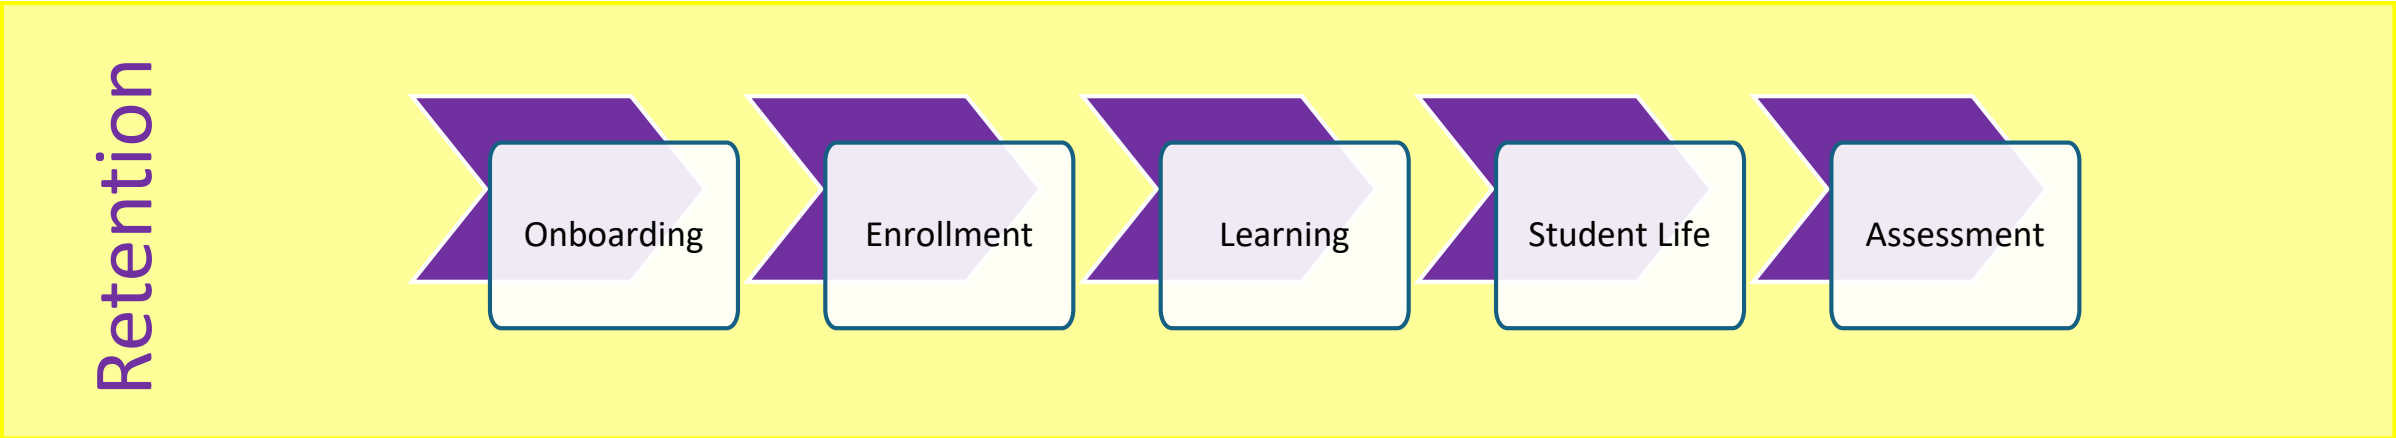 Retention
Onboarding
Enrollment
Learning
Student Life
Assessment